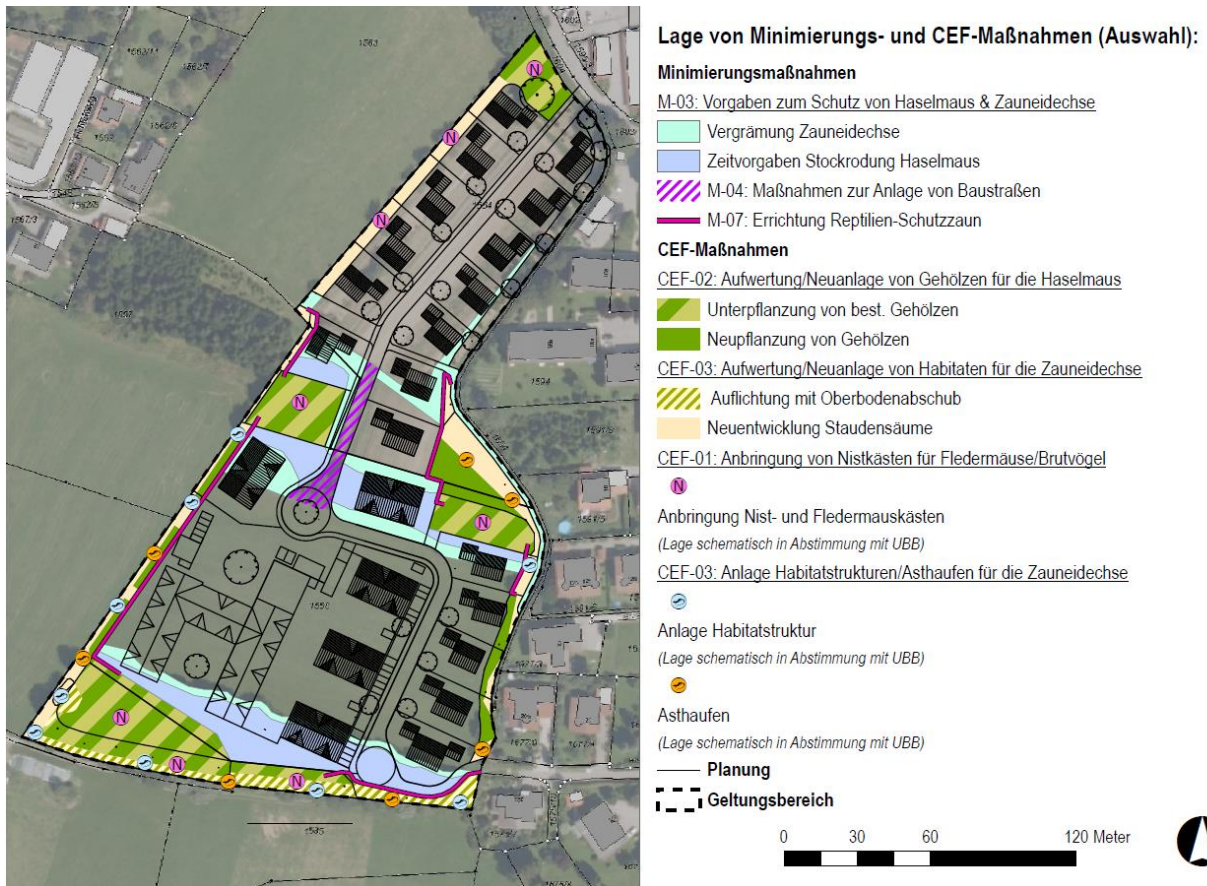 Lage von Minimierungs- und CEF-Maßnahmen (Auswahl):
Minimierungsmaßnahmen
M-03: Vorgaben zum Schutz von Haselmaus & Zauneidechse
Vergrämung Zauneidechse
Zeitvorgaben Stockrodung Haselmaus
M-04: Maßnahmen zur Anlage von Baustraßen
M-07: Errichtung Reptilien-Schutzzaun
CEF-Maßnahmen
CEF-02: Aufwertung/Neuanlage von Gehölzen für die Haselmaus
Unterpflanzung von best. Gehölzen
Neupflanzung von Gehölzen
CEF-03: Aufwertung/Neuanlage von Habitaten für die Zauneidechse
Auflichtung mit Oberbodenabschub
Neuentwicklung Staudensäume
CEF-01: Anbringung von Nistkästen für Fledermäuse/Brutvögel
N
Anbringung Nist- und Fledermauskästen
(Lage schematisch in Abstimmung mit UBB)
CEF-03: Anlage Habitatstrukturen/Asthaufen für die Zauneidechse
Anlage Habitatstruktur
(Lage schematisch in Abstimmung mit UBB)
Asthaufen
(Lage schematisch in Abstimmung mit UBB)
Planung
Geltungsbereich
0 30 60 120 Meter
1563
1594
N
N
N
N
N
N
N
N